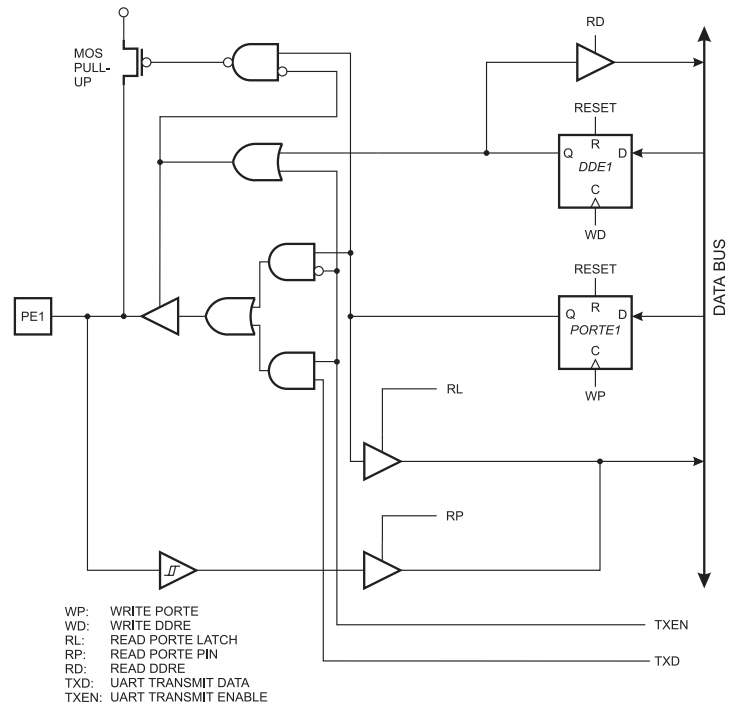 RD
MOS
PULL-
UP
RESET
R
Q
D
DDE1
C
WD
RESET
R
Q
D
PE1
PORTE1
C
WP
DATA BUS
RL
RP
WP: WRITE PORTE
WD: WRITE DDRE
RL: READ PORTE LATCH
RP: READ PORTE PIN
RD: READ DDRE
TXD: UART TRANSMIT DATA
TXEN: UART TRANSMIT ENABLE
TXEN
TXD